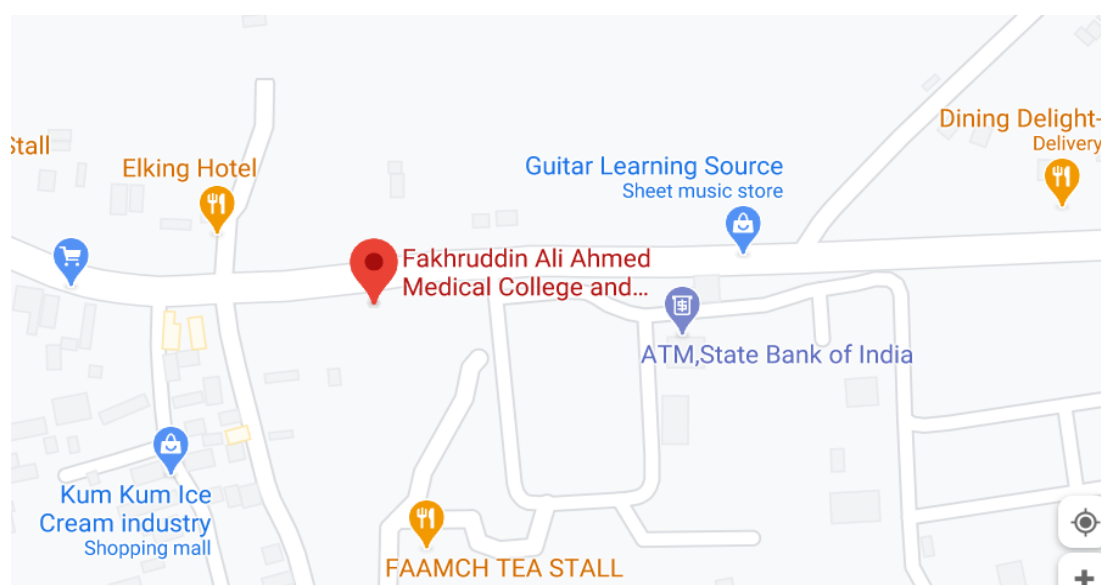 Stall
Elking Hotel
Guitar Learning Source
Sheet music store
Dining Delight-
Delivery
Fakhruddin Ali Ahmed
Medical College and...
ATM,State Bank of India
Kum Kum Ice
Cream industry
Shopping mall
FAAMCH TEA STALL